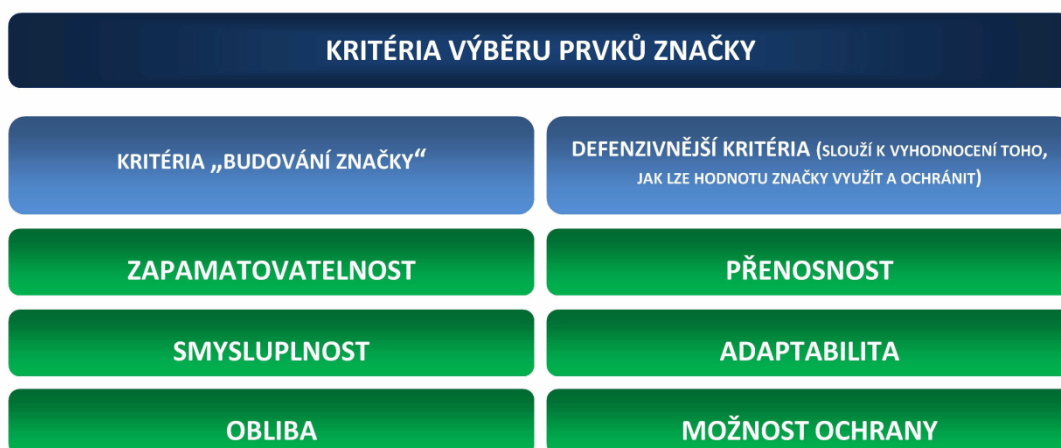 KRITÉRIA VÝBĚRU PRVKŮ ZNAČKY
KRITÉRIA „BUDOVÁNÍ ZNAČKY“
DEFENZIVNĚJŠÍ KRITÉRIA (SLOUŽÍ K VYHODNOCENÍ TOHO,
JAK LZE HODNOTU ZNAČKY VYUŽÍT A OCHRÁNIT)
ZAPAMATOVATELNOST
PŘENOSNOST
SMYSLUPLNOST
ADAPTABILITA
OBLIBA
MOŽNOST OCHRANY